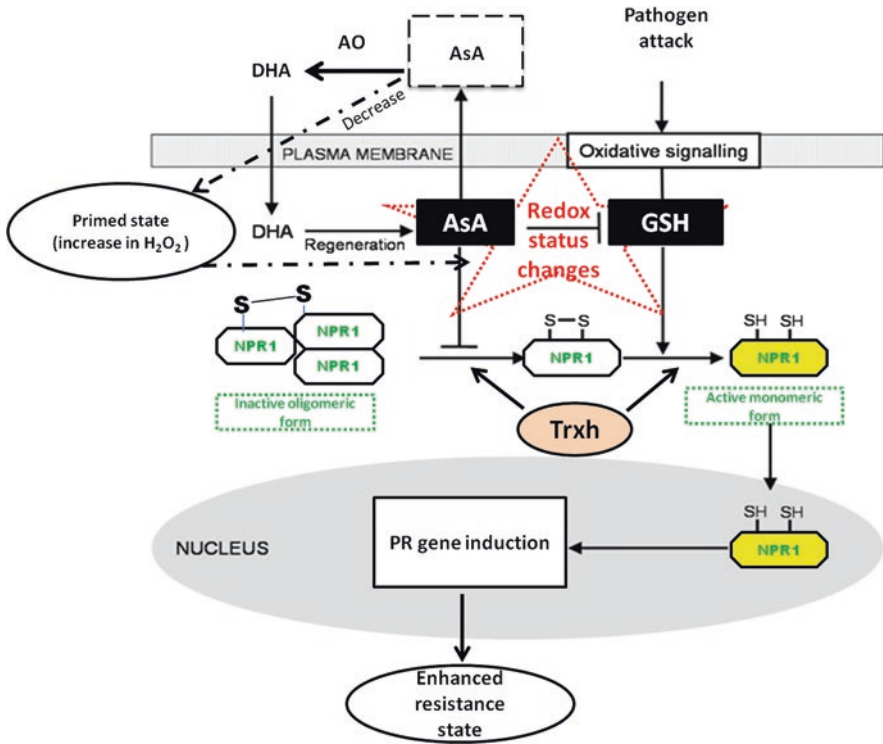 Pathogen
attack
AO
AsA
DHA
Decrease
PLASMA MEMBRANE
Oxidative signalling
Primed state
(increase in H₂O₂)
DHA
Regeneration
AsA
Redox
status
changes
GSH
S
S
NPR1
NPR1
NPR1
S
S
NPR1
SH
SH
NPR1
Inactive oligomeric
form
Trxh
Active monomeric
form
NUCLEUS
PR gene induction
SH
SH
NPR1
Enhanced
resistance
state